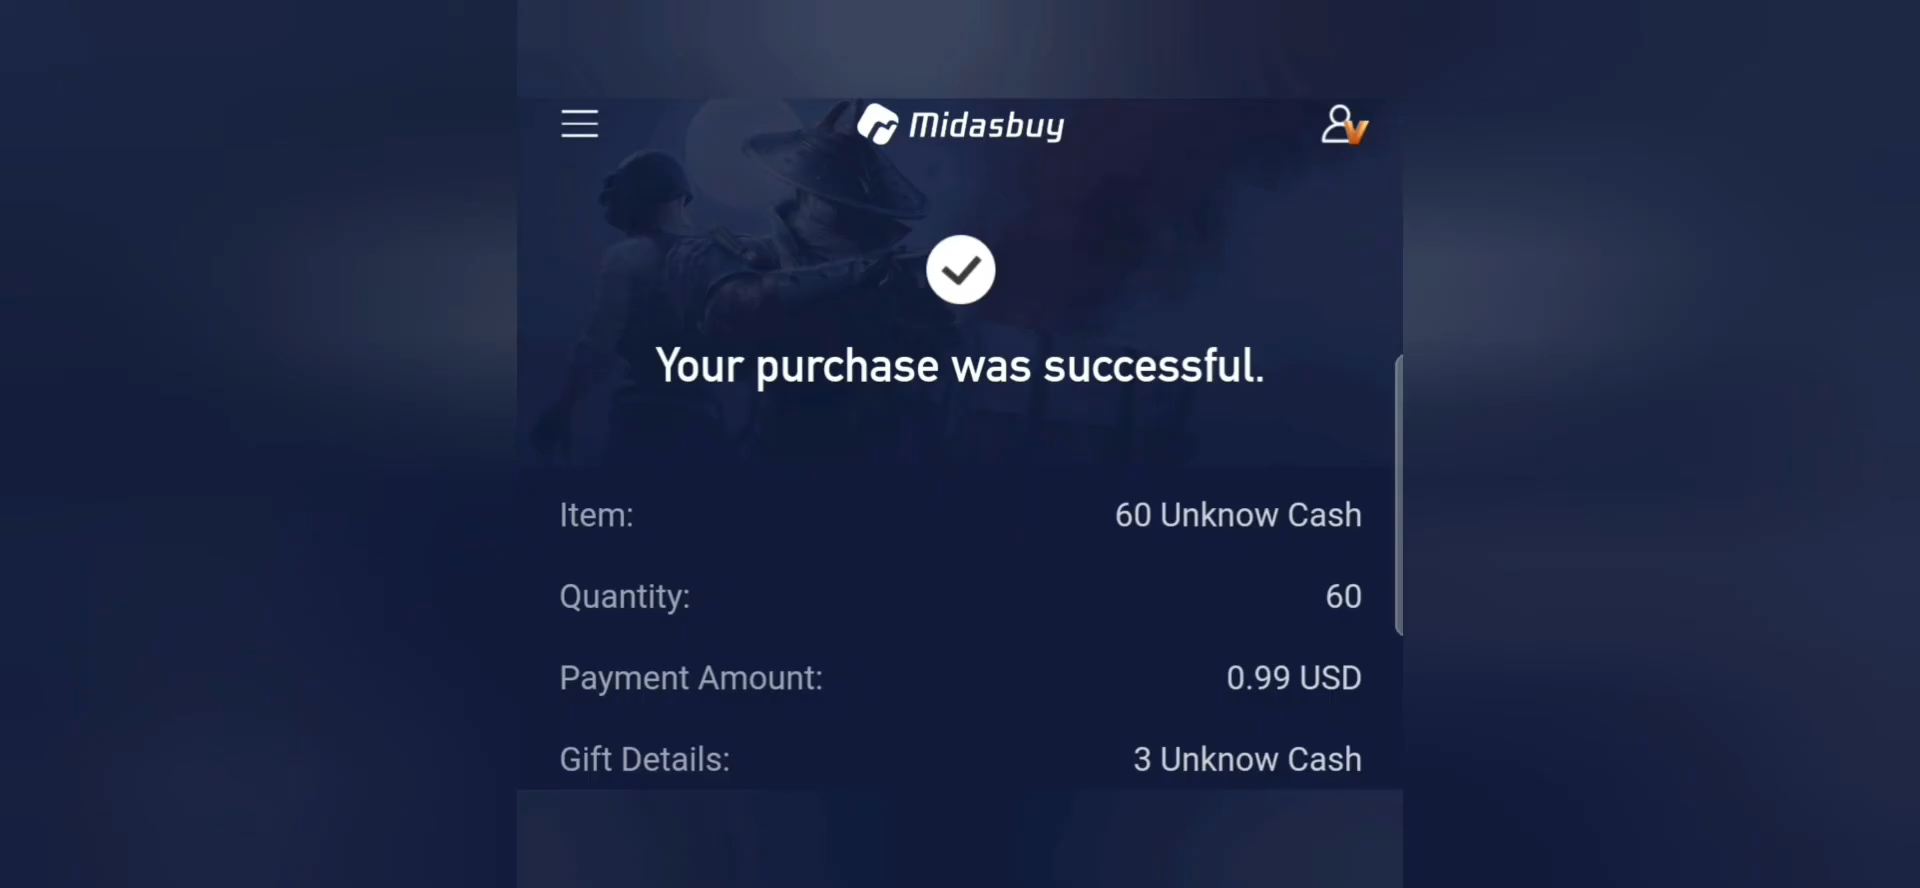 Midasbuy
Your purchase was successful.
Item: 60 Unknow Cash
Quantity: 60
Payment Amount: 0.99 USD
Gift Details: 3 Unknow Cash